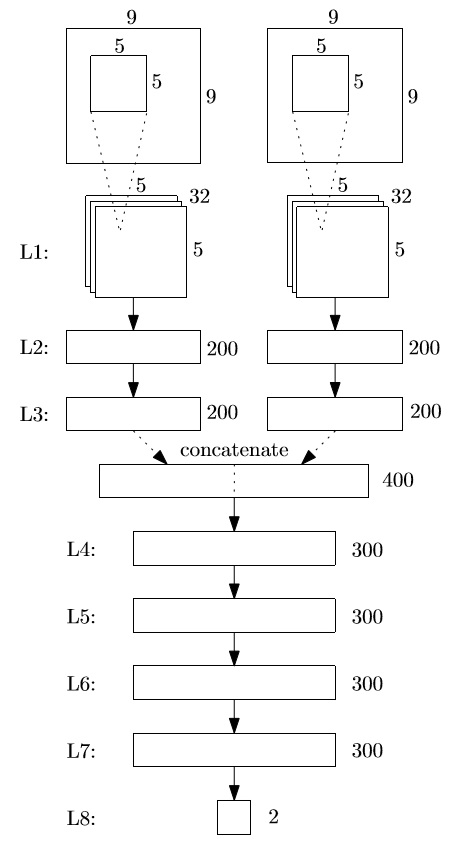 9 9
5 5
5 5
9 9
5 5
32 32
L1: 5 5
L2: 200 200
L3: 200 200
concatenate
400
L4: 300
L5: 300
L6: 300
L7: 300
L8: 2